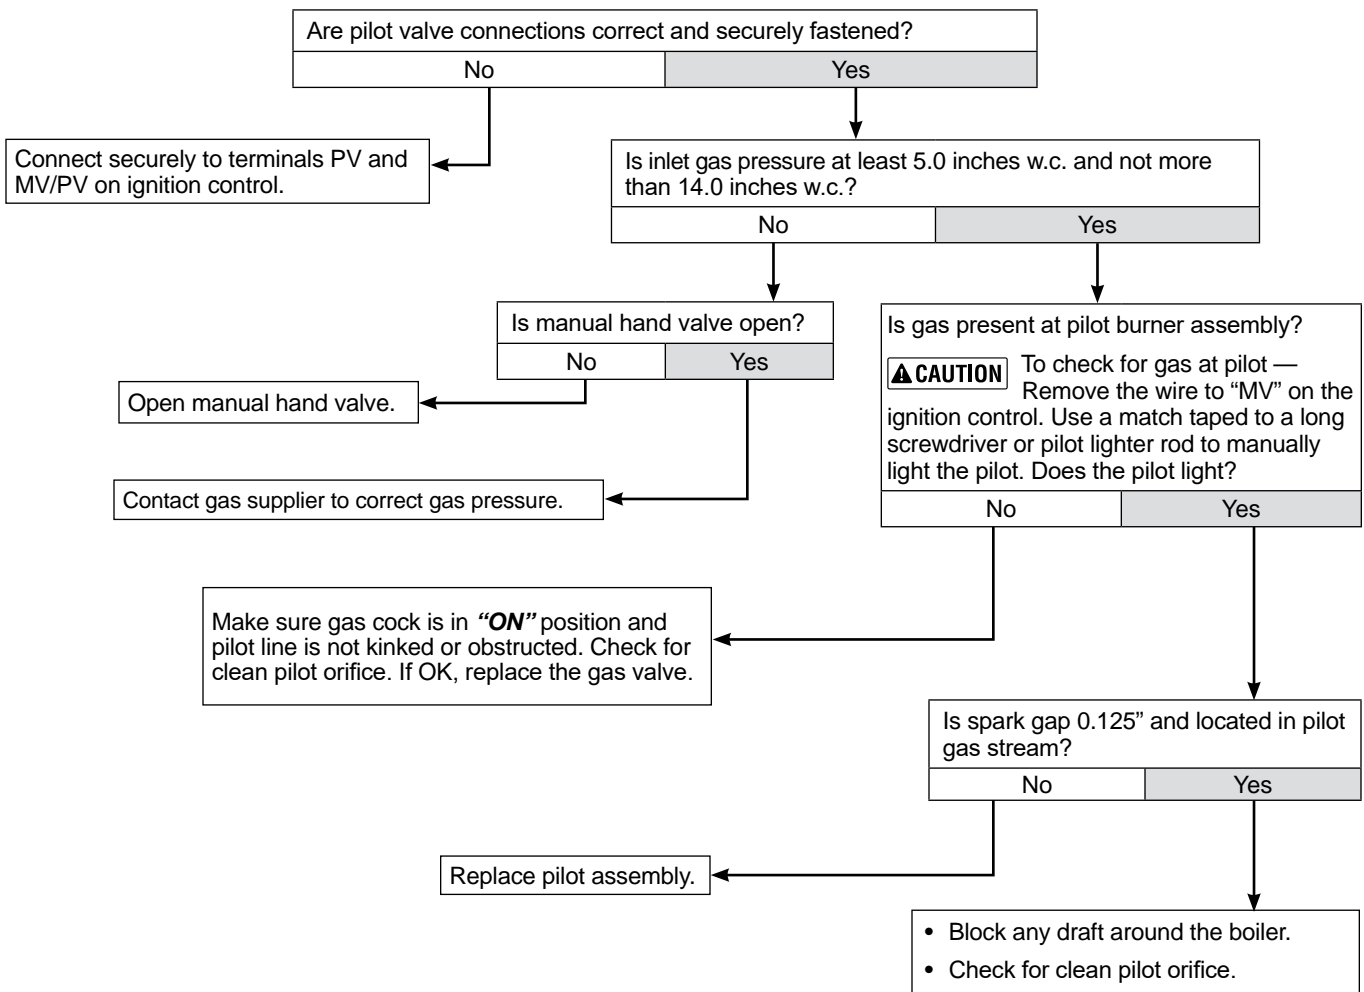 Are pilot valve connections correct and securely fastened?
No
Yes
Connect securely to terminals PV and
MV/PV on ignition control.
Is inlet gas pressure at least 5.0 inches w.c. and not more
than 14.0 inches w.c.?
No
Yes
Is manual hand valve open?
No
Yes
Open manual hand valve.
Contact gas supplier to correct gas pressure.
Is gas present at pilot burner assembly?
CAUTION To check for gas at pilot —
Remove the wire to “MV” on the
ignition control. Use a match taped to a long
screwdriver or pilot lighter rod to manually
light the pilot. Does the pilot light?
No
Yes
Make sure gas cock is in “ON” position and
pilot line is not kinked or obstructed. Check for
clean pilot orifice. If OK, replace the gas valve.
Is spark gap 0.125” and located in pilot
gas stream?
No
Yes
Replace pilot assembly.
• Block any draft around the boiler.
• Check for clean pilot orifice.